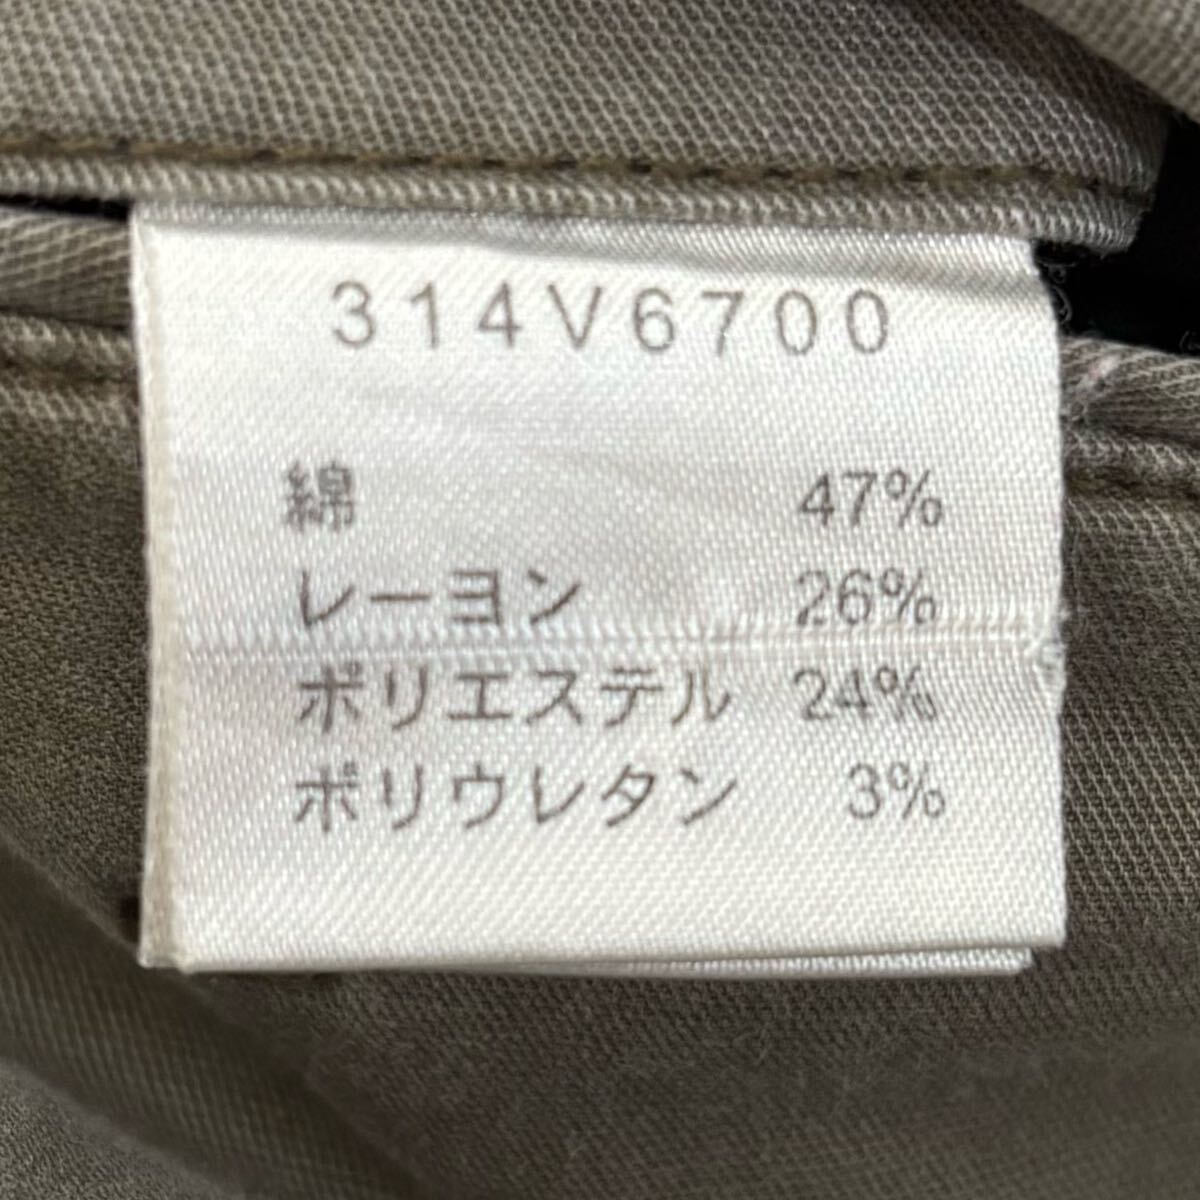 314V6700
綿 47%
レーヨン 26%
ポリエステル 24%
ポリウレタン 3%